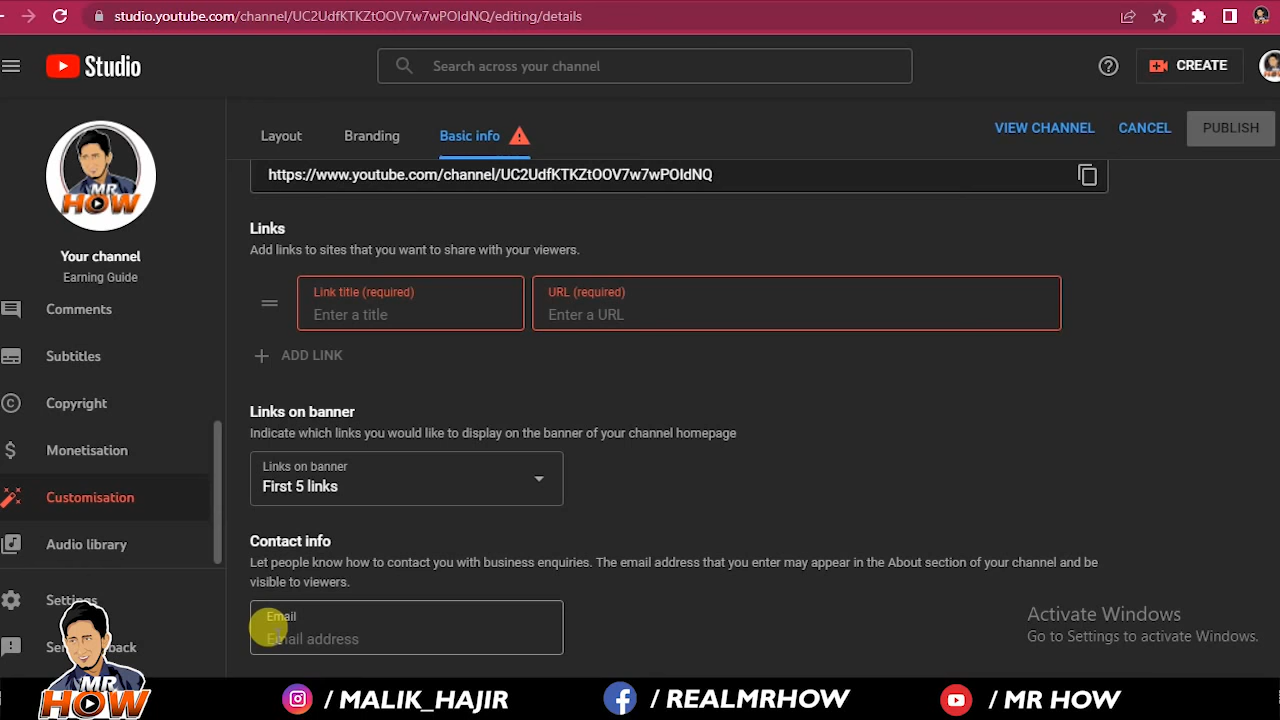 studio.youtube.com/channel/UC2UdfKTKZtOOV7w7wPOIdNQ/editing/details
Studio
Search across your channel
CREATE
MR
HOW
Your channel
Earning Guide
Comments
Subtitles
Copyright
Monetisation
Customisation
Audio library
Settings
Layout
Branding
Basic info
VIEW CHANNEL
CANCEL
PUBLISH
https://www.youtube.com/channel/UC2UdfKTKZtOOV7w7wPOIdNQ
Links
Add links to sites that you want to share with your viewers.
Link title (required)
Enter a title
URL (required)
Enter a URL
ADD LINK
Links on banner
Indicate which links you would like to display on the banner of your channel homepage
Links on banner
First 5 links
Contact info
Let people know how to contact you with business enquiries. The email address that you enter may appear in the About section of your channel and be
visible to viewers.
Email
Email address
Activate Windows
Go to Settings to activate Windows.
MR
HOW
/ MALIK_HAJIR
/ REALMRHOW
/ MR HOW